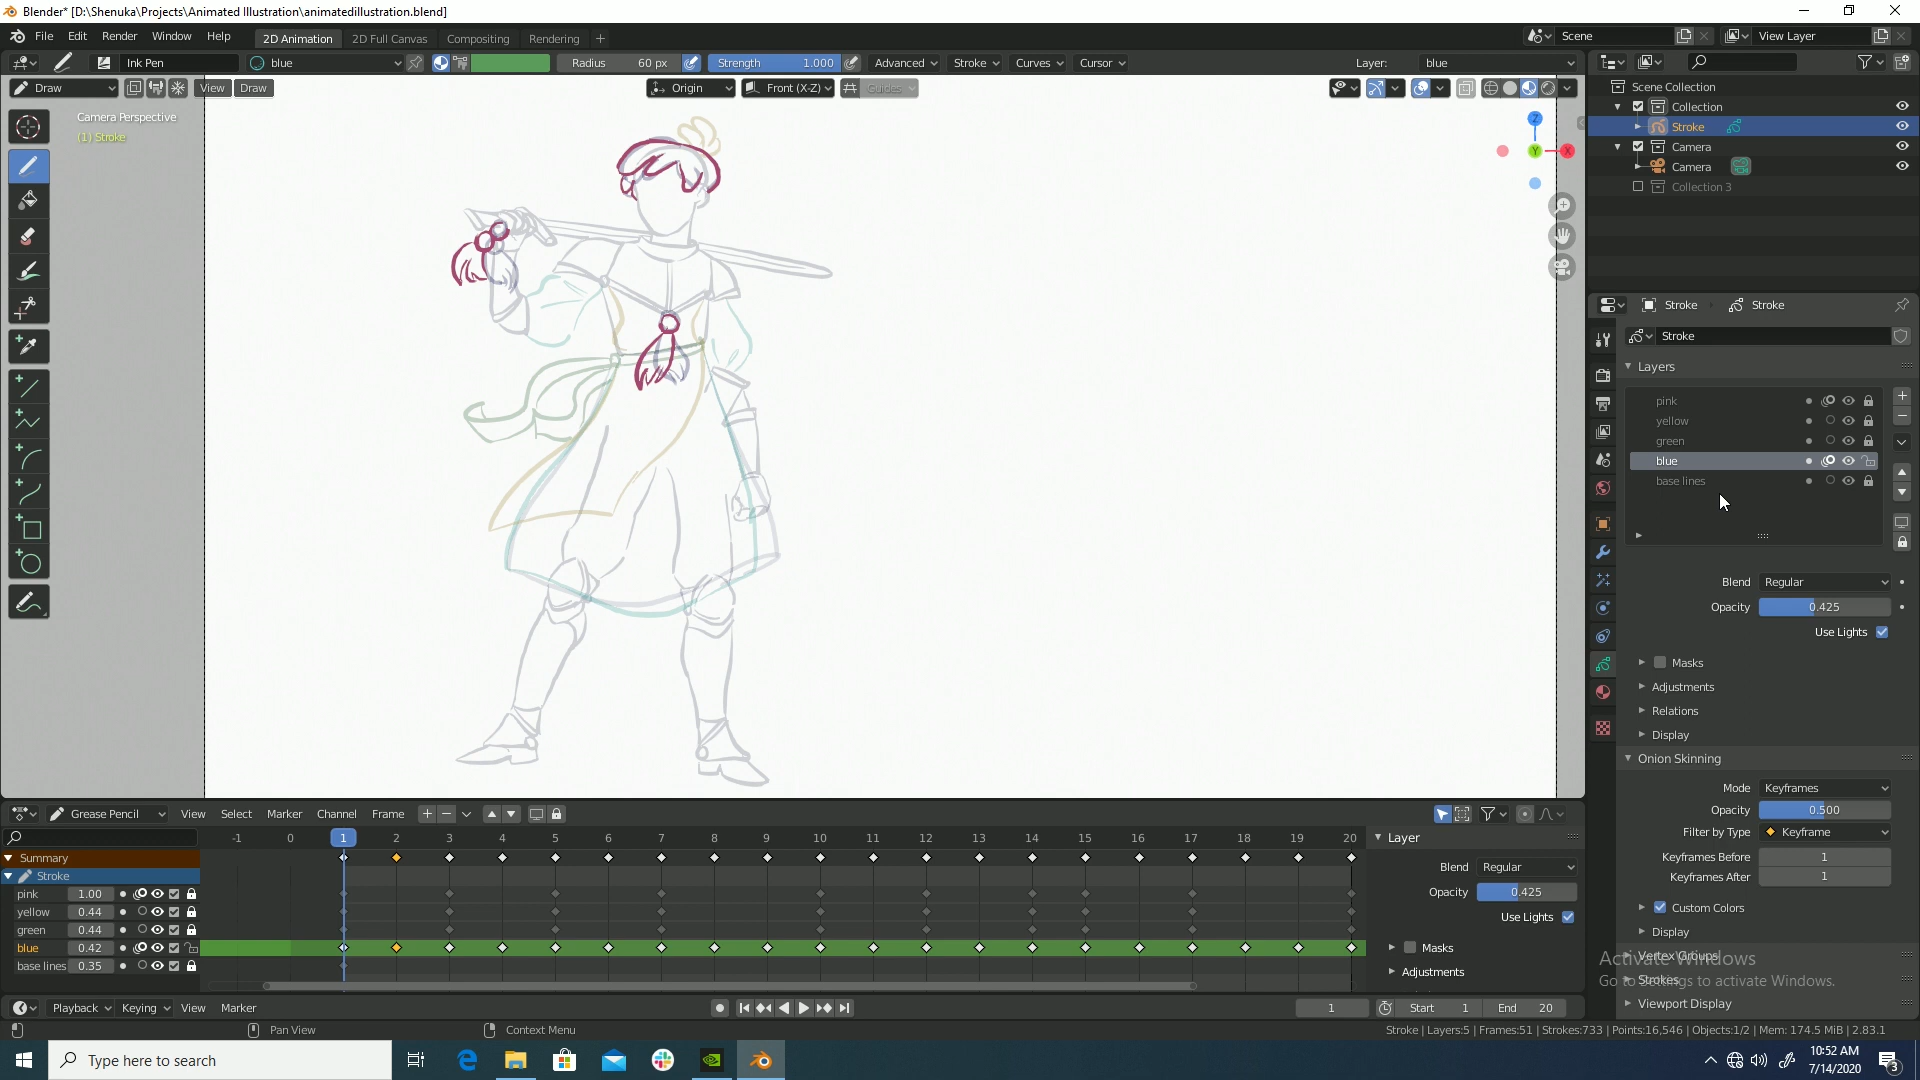 Blender* [D:\Shenuka\Projects\Animated Illustration\animatedillustration.blend]
File Edit Render Window Help 2D Animation 2D Full Canvas Compositing Rendering + Scene View Layer
Ink Pen blue Radius 60 px Strength 1.000 Advanced Stroke Curves Cursor Layer: blue
Draw View Draw Origin Front (X-Z) Guides
Camera Perspective
(1) Stroke
Z
Y
X
Scene Collection
Collection
Stroke
Camera
Camera
Collection 3
Stroke Stroke
Stroke
Layers
pink
yellow
green
blue
base lines
Blend Regular
Opacity 0.425
Use Lights
Masks
Adjustments
Relations
Display
Onion Skinning
Mode Keyframes
Opacity 0.500
Filter by Type Keyframe
Keyframes Before 1
Keyframes After 1
Custom Colors
Display
Vertex Groups
Strokes
Viewport Display
Activate Windows
Go to Settings to activate Windows.
Grease Pencil View Select Marker Channel Frame
-1 0 1 2 3 4 5 6 7 8 9 10 11 12 13 14 15 16 17 18 19 20
Summary
Stroke
pink 1.00
yellow 0.44
green 0.44
blue 0.42
base lines 0.35
Layer
Blend Regular
Opacity 0.425
Use Lights
Masks
Adjustments
Playback Keying View Marker 1 Start 1 End 20
Pan View Context Menu Stroke | Layers:5 | Frames:51 | Strokes:733 | Points:16,546 | Objects:1/2 | Mem: 174.5 MiB | 2.83.1
Type here to search
10:52 AM
7/14/2020
3